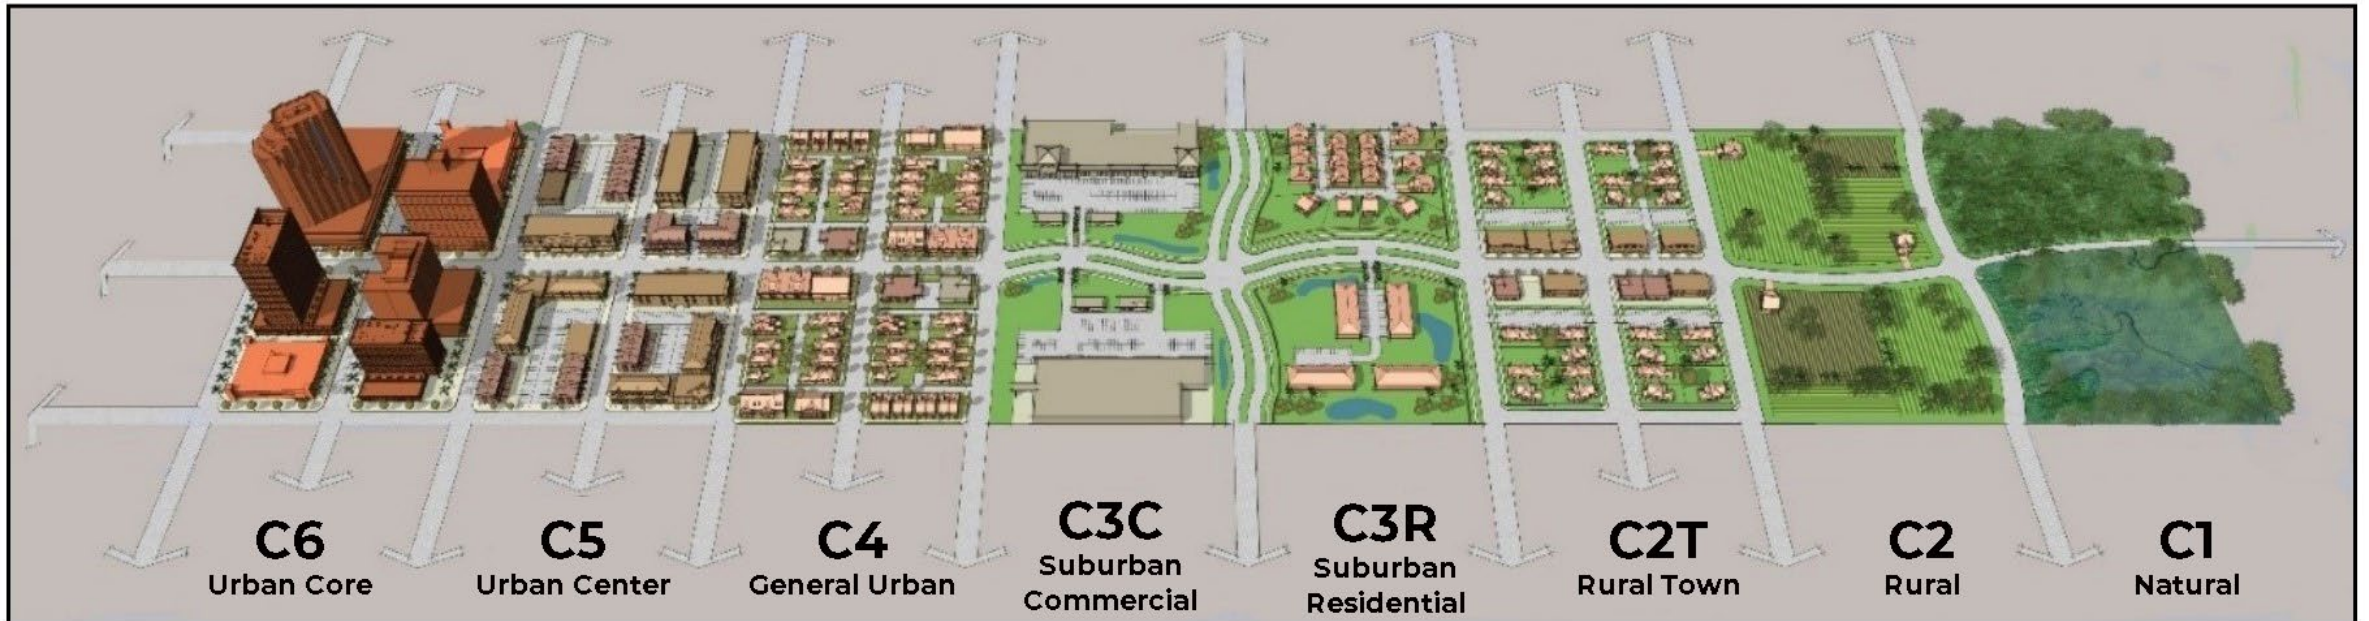 C6
Urban Core
C5
Urban Center
C4
General Urban
C3C
Suburban
Commercial
C3R
Suburban
Residential
C2T
Rural Town
C2
Rural
C1
Natural